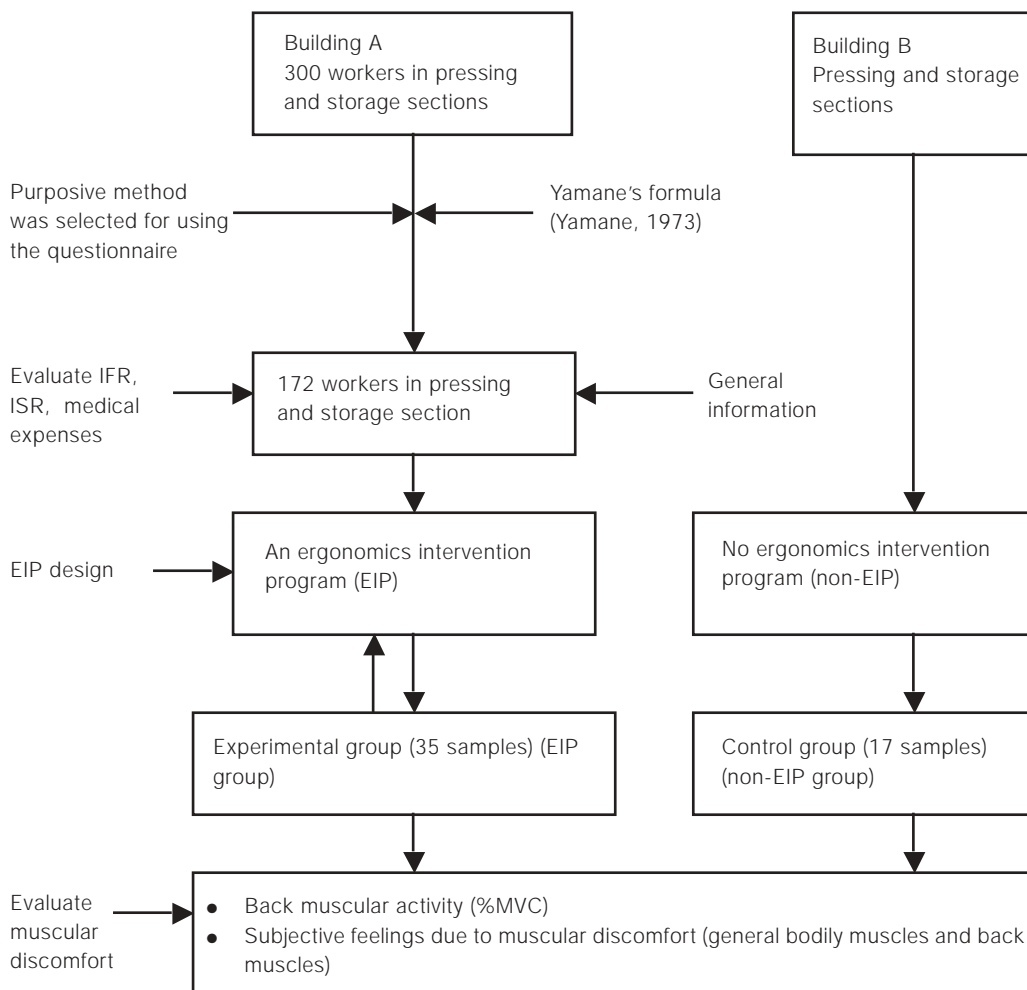 Building A
300 workers in pressing
and storage sections
Building B
Pressing and storage
sections
Purposive method
was selected for using
the questionnaire
Yamane's formula
(Yamane, 1973)
Evaluate IFR,
ISR, medical
expenses
172 workers in pressing
and storage section
General
information
EIP design
An ergonomics intervention
program (EIP)
No ergonomics intervention
program (non-EIP)
Experimental group (35 samples) (EIP
group)
Control group (17 samples)
(non-EIP group)
Evaluate
muscular
discomfort
● Back muscular activity (%MVC)
● Subjective feelings due to muscular discomfort (general bodily muscles and back
muscles)